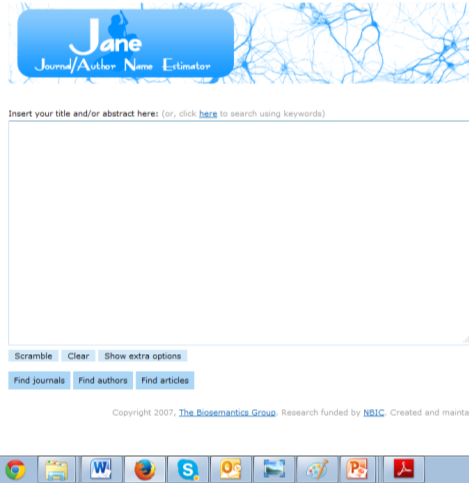 Jane
Journal/Author Name Estimator
Insert your title and/or abstract here: (or, click here to search using keywords)
Scramble Clear Show extra options
Find journals Find authors Find articles
Copyright 2007, The Biosemantics Group. Research funded by NBIC. Created and mainta